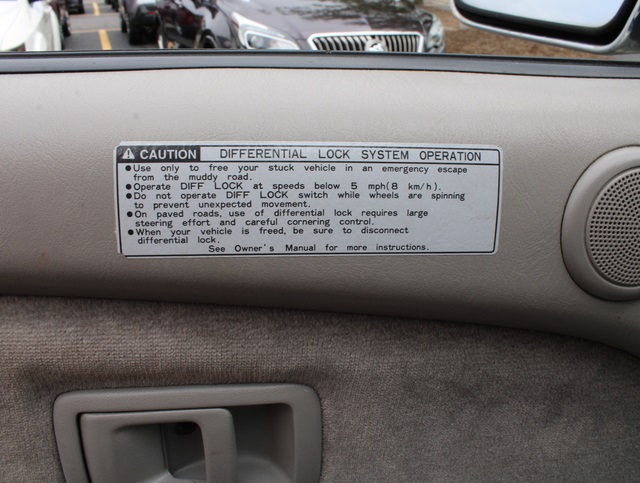 CAUTION DIFFERENTIAL LOCK SYSTEM OPERATION
●Use only to free your stuck vehicle in an emergency escape
from the muddy road.
●Operate DIFF LOCK at speeds below 5 mph(8 km/h).
●Do not operate DIFF LOCK switch while wheels are spinning
to prevent unexpected movement.
●On paved roads, use of differential lock requires large
steering effort and careful cornering control.
●When your vehicle is freed, be sure to disconnect
differential lock.
See Owner's Manual for more instructions.